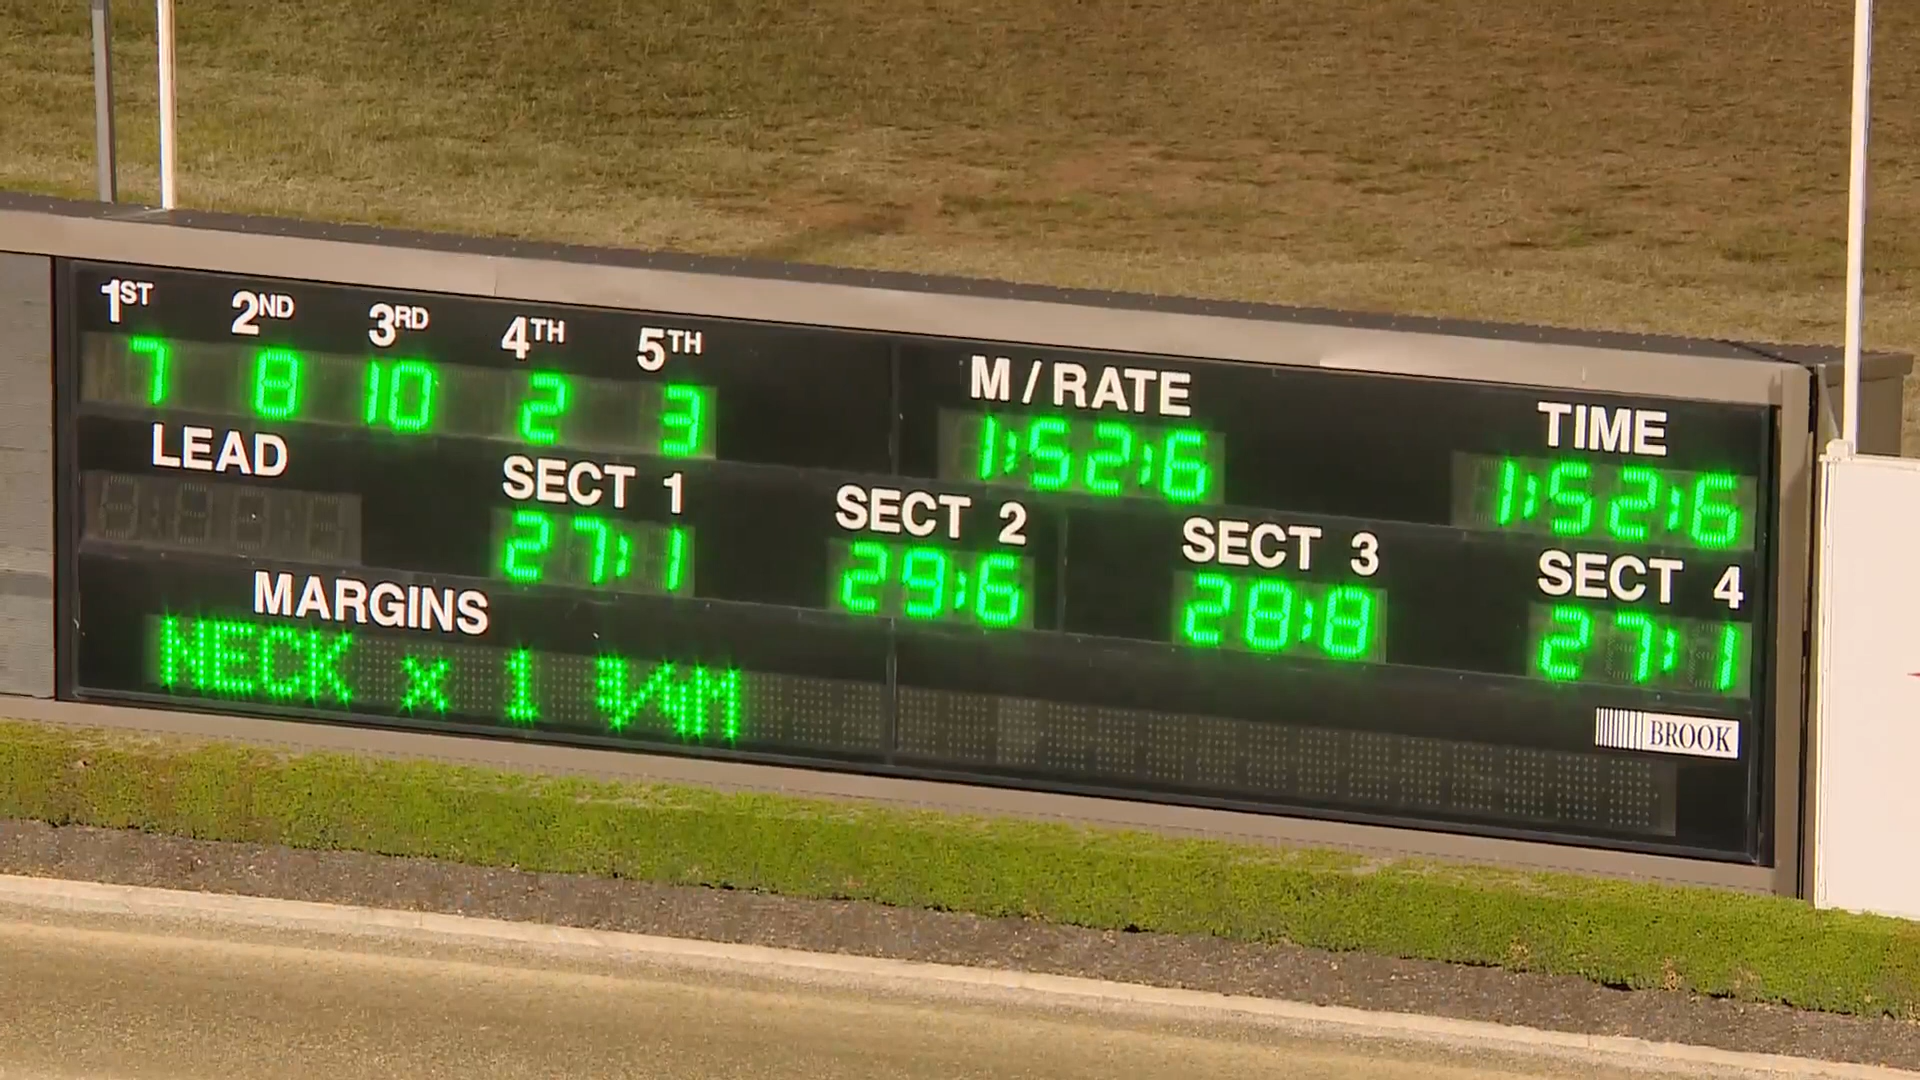 1ST 2ND 3RD 4TH 5TH
7 8 10 2 3
M / RATE
1:52:6
TIME
1:52:6
LEAD
SECT 1
27:1
SECT 2
29:6
SECT 3
28:8
SECT 4
27:1
MARGINS
NECK x 1 3/4M
BROOK